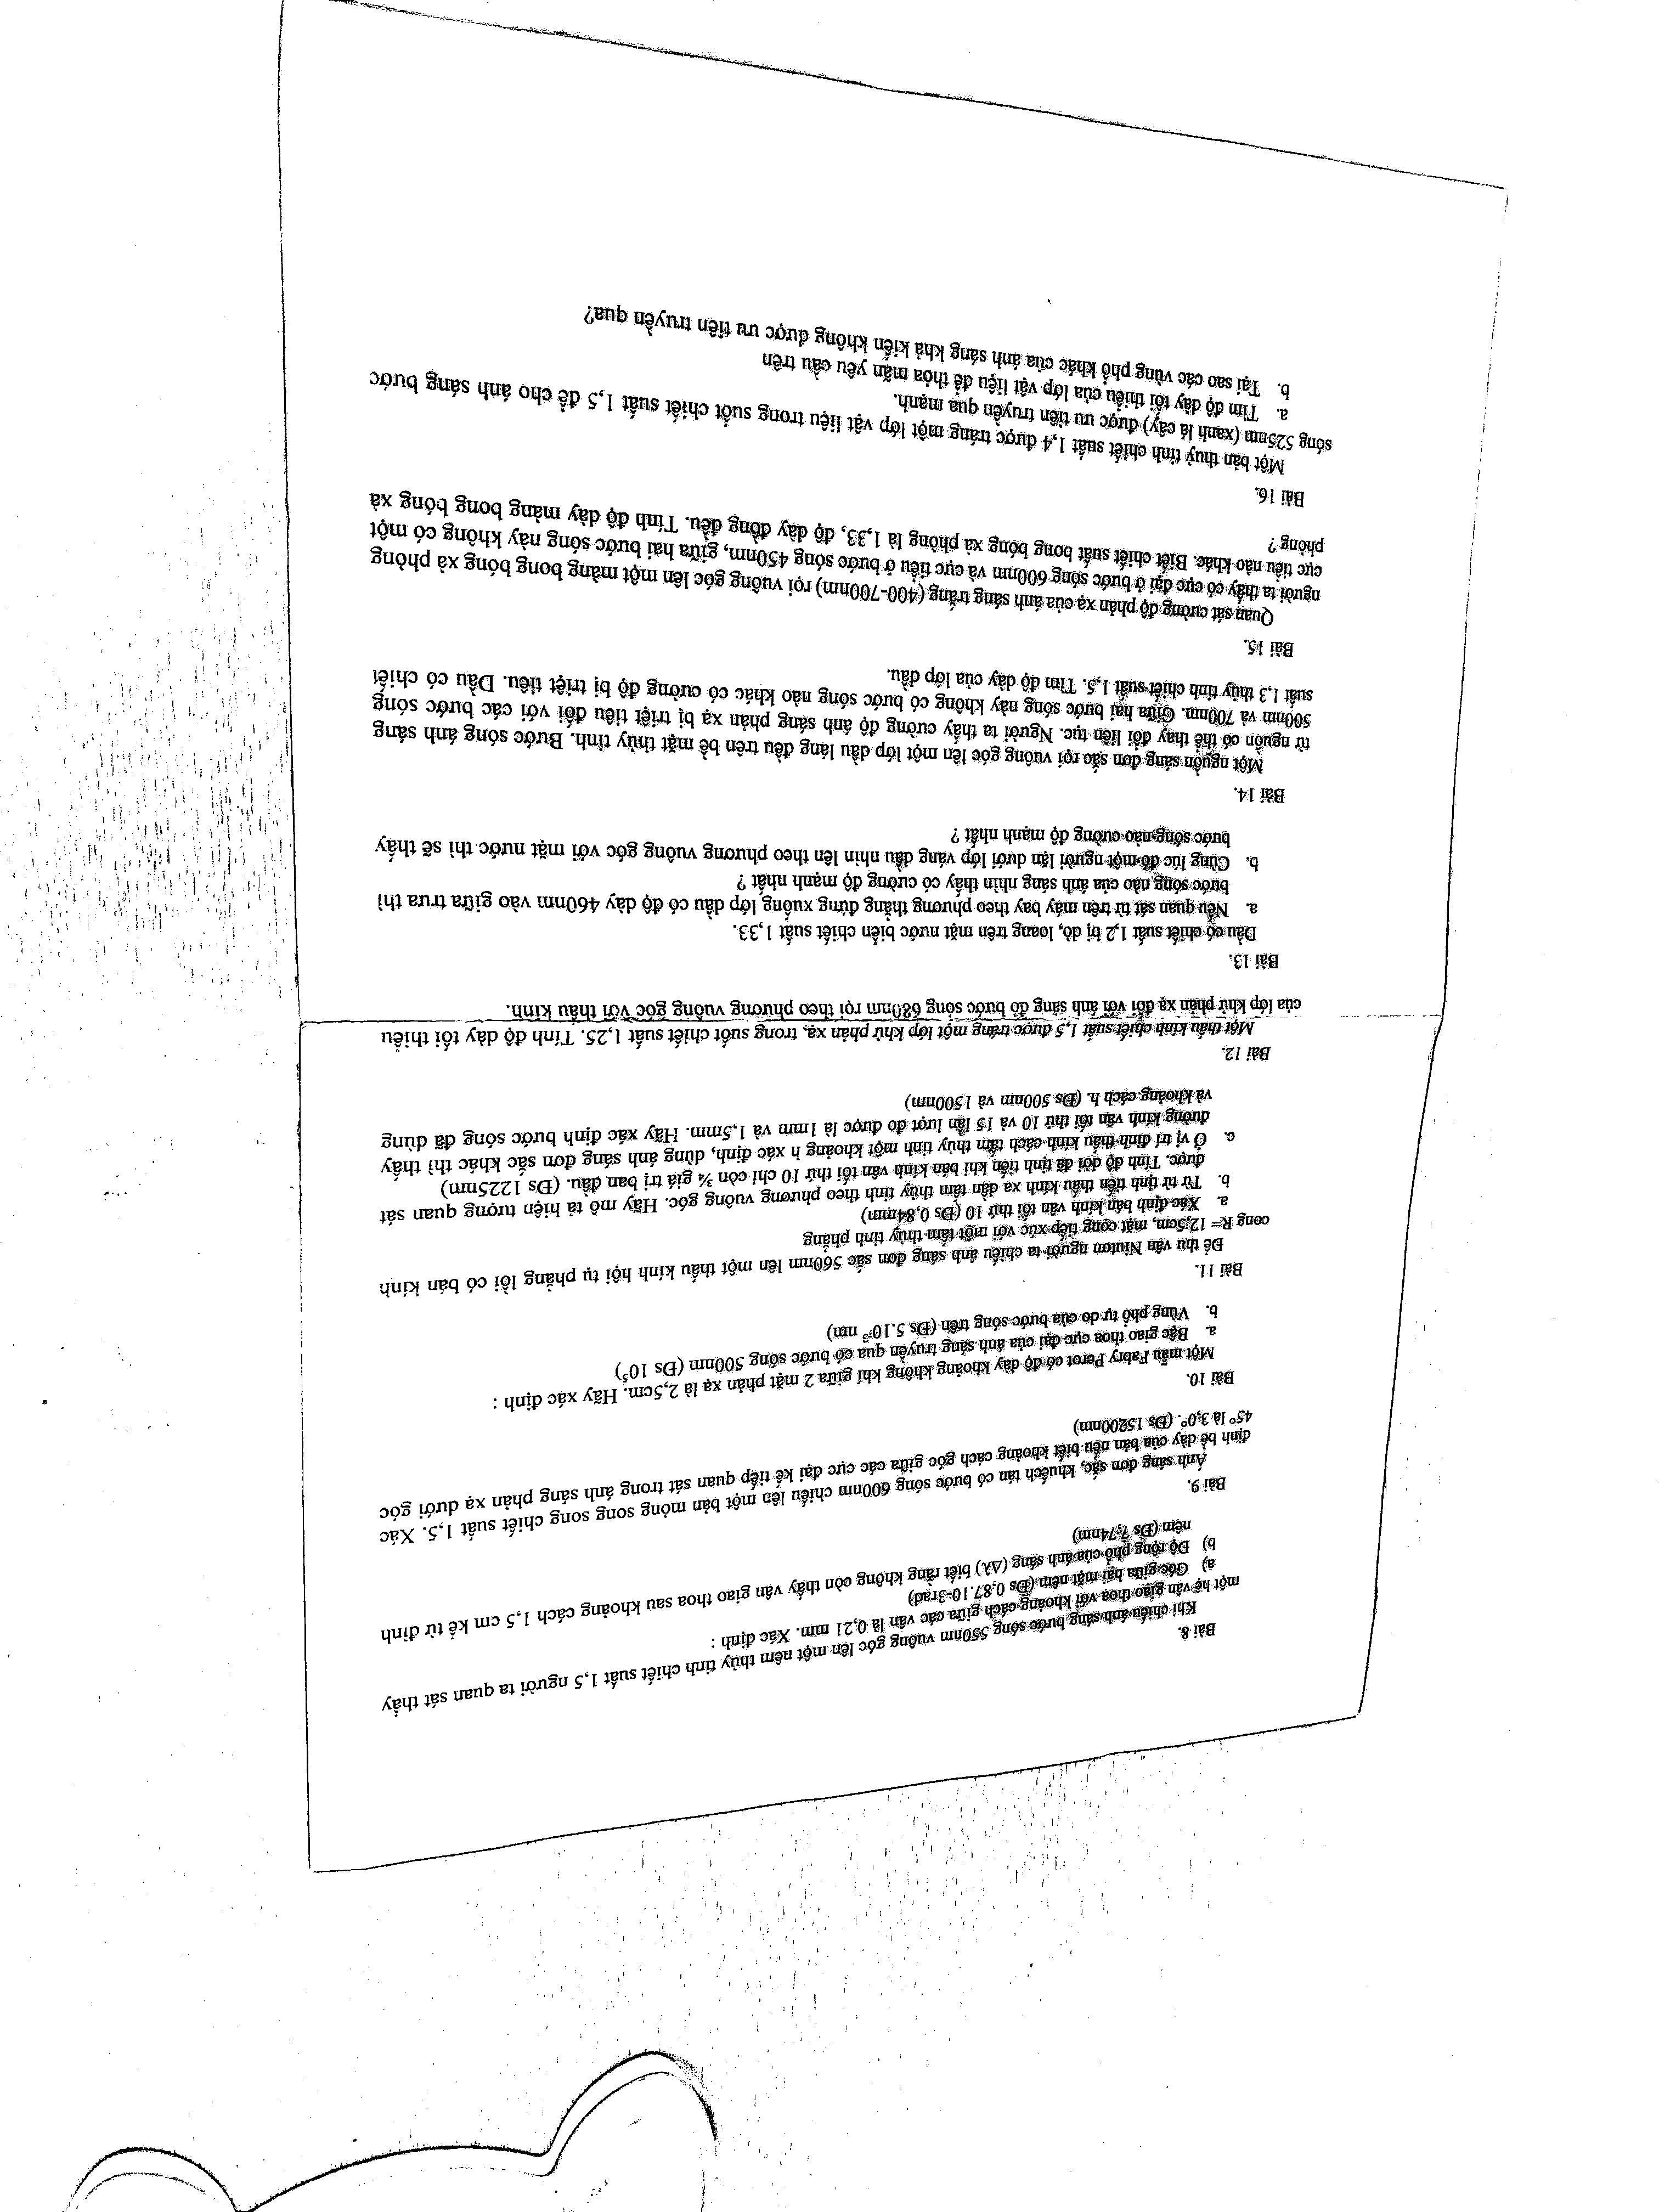 Bài 8.
Khi chiếu ánh sáng bước sóng 550nm vuông góc lên một nêm thủy tinh chiết suất 1,5 người ta quan sát thấy
một hệ vân giao thoa với khoảng cách giữa các vân là 0,21 mm. Xác định :
a) Góc giữa hai mặt nêm (Đs 0,87.10-3rad)
b) Độ rộng phổ của ánh sáng (Δλ) biết rằng không còn thấy vân giao thoa sau khoảng cách 1,5 cm kể từ đỉnh
nêm (Đs 7,74nm)
Bài 9.
Ánh sáng đơn sắc, khuếch tán có bước sóng 600nm chiếu lên một bản mỏng song song chiết suất 1,5. Xác
định bề dày của bản nếu biết khoảng cách góc giữa các cực đại kế tiếp quan sát trong ánh sáng phản xạ dưới góc
45° là 3,0°. (Đs 15200nm)
Bài 10.
Một mẫu Fabry Perot có độ dày khoảng không khí giữa 2 mặt phản xạ là 2,5cm. Hãy xác định :
a. Bậc giao thoa cực đại của ánh sáng truyền qua có bước sóng 500nm (Đs 10⁵)
b. Vùng phổ tự do của bước sóng trên (Đs 5.10⁻³ nm)
Bài 11.
Để thu vân Niuton người ta chiếu ánh sáng đơn sắc 560nm lên một thấu kính hội tụ phẳng lồi có bán kính
cong R= 12,5cm, mặt cong tiếp xúc với một tấm thủy tinh phẳng
a. Xác định bán kính vân tối thứ 10 (Đs 0,84mm)
b. Từ từ tịnh tiến thấu kính xa dần tấm thủy tinh theo phương vuông góc. Hãy mô tả hiện tượng quan sát
được. Tính độ dời đã tịnh tiến khi bán kính vân tối thứ 10 chỉ còn ¾ giá trị ban đầu. (Đs 1225nm)
c. Ở vị trí đỉnh thấu kính cách tấm thủy tinh một khoảng h xác định, dùng ánh sáng đơn sắc khác thì thấy
đường kính vân tối thứ 10 và 15 lần lượt đo được là 1mm và 1,5mm. Hãy xác định bước sóng đã dùng
và khoảng cách h. (Đs 500nm và 1500nm)
Bài 12.
Một thấu kính chiết suất 1,5 được tráng một lớp khử phản xạ, trong suốt chiết suất 1,25. Tính độ dày tối thiểu
của lớp khử phản xạ đối với ánh sáng đỏ bước sóng 680nm rọi theo phương vuông góc với thấu kính.
Bài 13.
Dầu có chiết suất 1,2 bị dò, loang trên mặt nước biển chiết suất 1,33.
a. Nếu quan sát từ trên máy bay theo phương thẳng đứng xuống lớp dầu có độ dày 460nm vào giữa trưa thì
bước sóng nào của ánh sáng nhìn thấy có cường độ mạnh nhất ?
b. Cùng lúc đó một người lặn dưới lớp váng dầu nhìn lên theo phương vuông góc với mặt nước thì sẽ thấy
bước sóng nào cường độ mạnh nhất ?
Bài 14.
Một nguồn sáng đơn sắc rọi vuông góc lên một lớp dầu láng đều trên bề mặt thủy tinh. Bước sóng ánh sáng
từ nguồn có thể thay đổi liên tục. Người ta thấy cường độ ánh sáng phản xạ bị triệt tiêu đối với các bước sóng
500nm và 700nm. Giữa hai bước sóng này không có bước sóng nào khác có cường độ bị triệt tiêu. Dầu có chiết
suất 1,3 thủy tinh chiết suất 1,5. Tìm độ dày của lớp dầu.
Bài 15.
Quan sát cường độ phản xạ của ánh sáng trắng (400-700nm) rọi vuông góc lên một màng bong bóng xà phòng
người ta thấy có cực đại ở bước sóng 600nm và cực tiểu ở bước sóng 450nm, giữa hai bước sóng này không có một
cực tiểu nào khác. Biết chiết suất bong bóng xà phòng là 1,33, độ dày đồng đều. Tính độ dày màng bong bóng xà
phòng ?
Bài 16.
Một bản thuỷ tinh chiết suất 1,4 được tráng một lớp vật liệu trong suốt chiết suất 1,5 để cho ánh sáng bước
sóng 525nm (xanh lá cây) được ưu tiên truyền qua mạnh.
a. Tìm độ dày tối thiểu của lớp vật liệu để thỏa mãn yêu cầu trên
b. Tại sao các vùng phổ khác của ánh sáng khả kiến không được ưu tiên truyền qua?